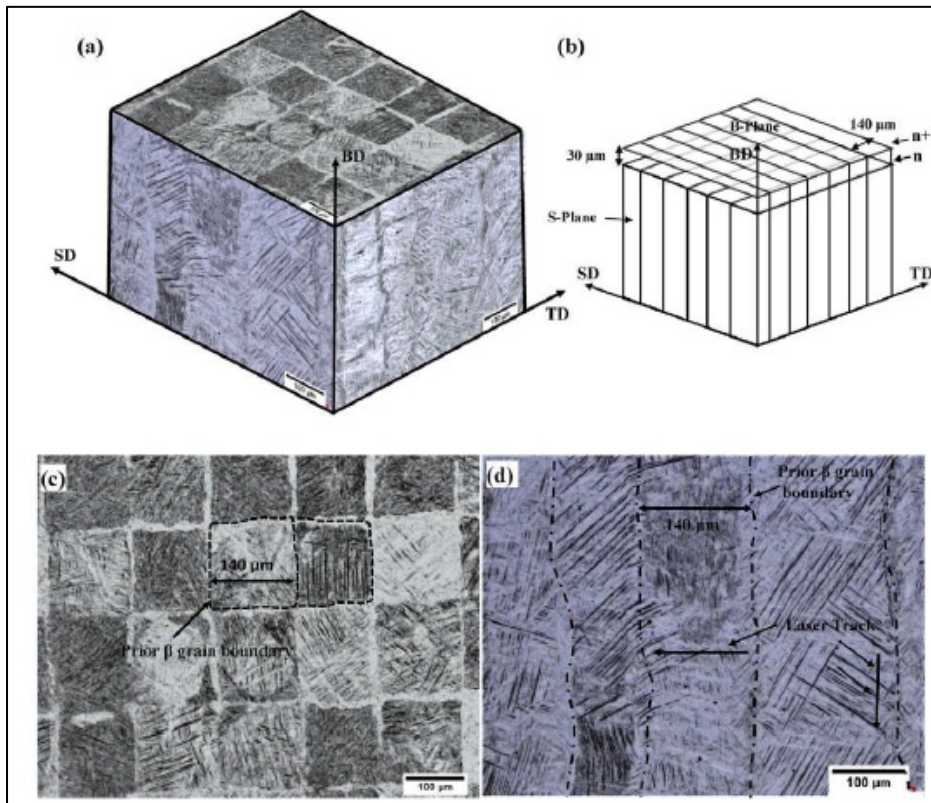 (a)
BD
SD
TD
100 μm
(b)
B-Plane
140 μm
n+
30 μm
BD
n
S-Plane
SD
TD
(c)
140 μm
Prior β grain boundary
100 μm
(d)
Prior β grain
boundary
140 μm
Laser Track
100 μm